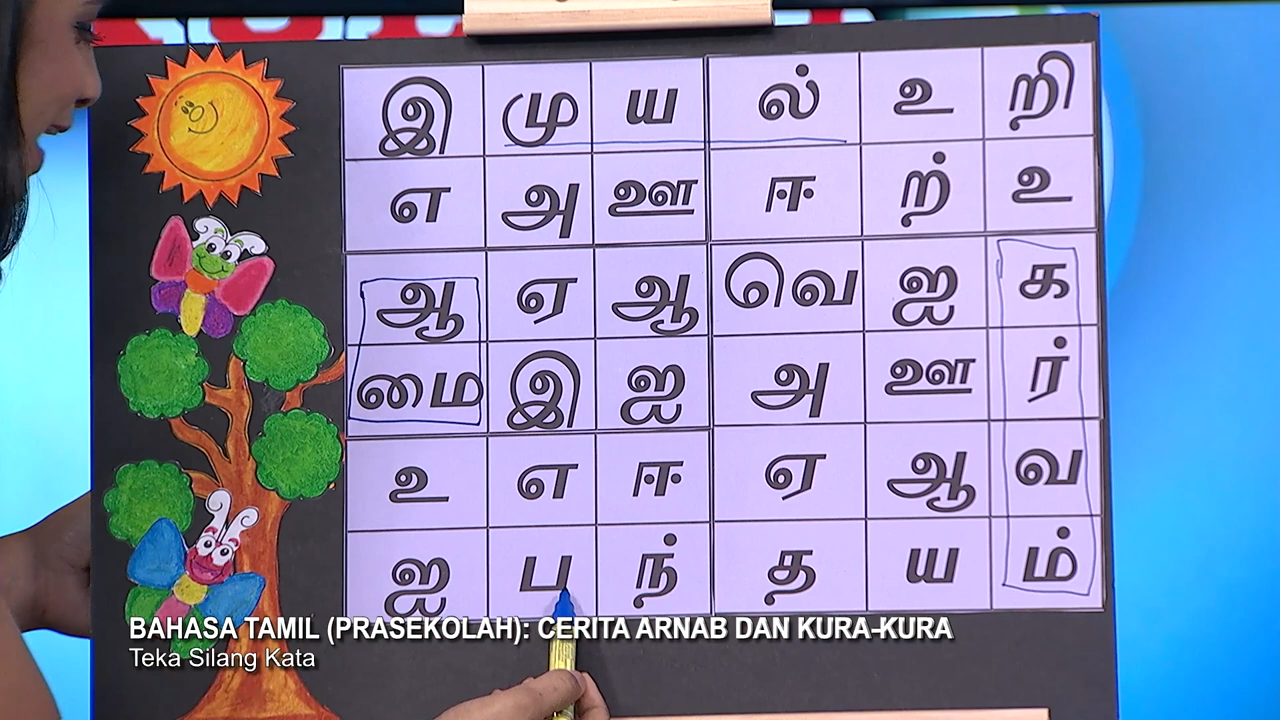 இ மு ய ல் உ றி
எ அ ஊ ஈ ற் உ
ஆ ஏ ஆ வெ ஐ க
மை இ ஐ அ ஊ ர்
உ எ ஈ ஏ ஆ வ
ஐ ப ந் த ய ம்
BAHASA TAMIL (PRASEKOLAH): CERITA ARNAB DAN KURA-KURA
Teka Silang Kata